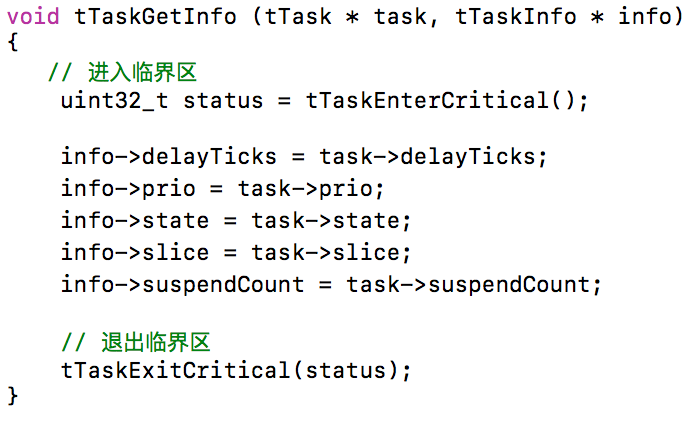 void tTaskGetInfo (tTask * task, tTaskInfo * info)
{
// 进入临界区
uint32_t status = tTaskEnterCritical();
info->delayTicks = task->delayTicks;
info->prio = task->prio;
info->state = task->state;
info->slice = task->slice;
info->suspendCount = task->suspendCount;
// 退出临界区
tTaskExitCritical(status);
}